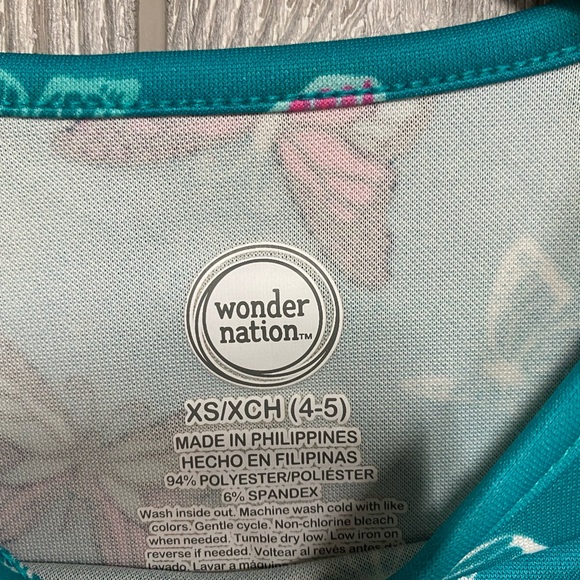 wonder
nation™
XS/XCH (4-5)
MADE IN PHILIPPINES
HECHO EN FILIPINAS
94% POLYESTER/POLIÉSTER
6% SPANDEX
Wash inside out. Machine wash cold with like
colors. Gentle cycle. Non-chlorine bleach
when needed. Tumble dry low. Low iron on
reverse if needed. Voltear al revés antes de
lavado. Lavar a máquina